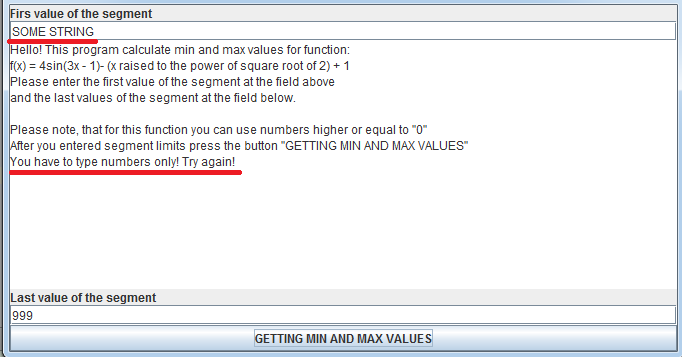 Firs value of the segment
SOME STRING
Hello! This program calculate min and max values for function:
f(x) = 4sin(3x - 1)- (x raised to the power of square root of 2) + 1
Please enter the first value of the segment at the field above
and the last values of the segment at the field below.
Please note, that for this function you can use numbers higher or equal to "0"
After you entered segment limits press the button "GETTING MIN AND MAX VALUES"
You have to type numbers only! Try again!
Last value of the segment
999
GETTING MIN AND MAX VALUES